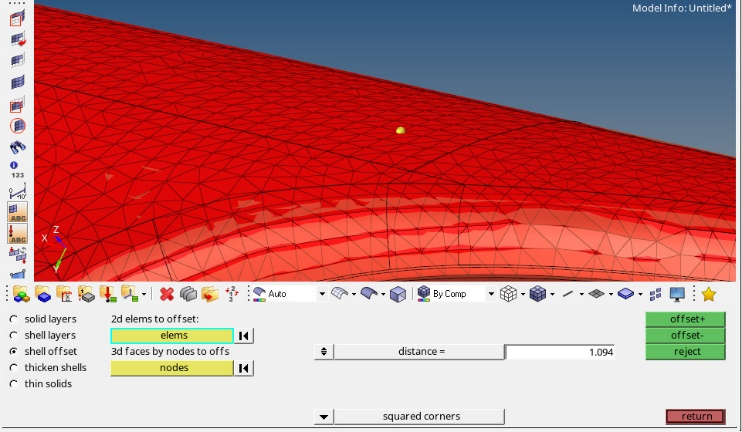 Model Info: Untitled*
123
ABC
ABC
Z
X
Y
Auto
By Comp
solid layers
2d elems to offset:
offset+
shell layers
elems
offset-
shell offset
3d faces by nodes to offs
distance =
1.094
reject
thicken shells
nodes
thin solids
squared corners
return